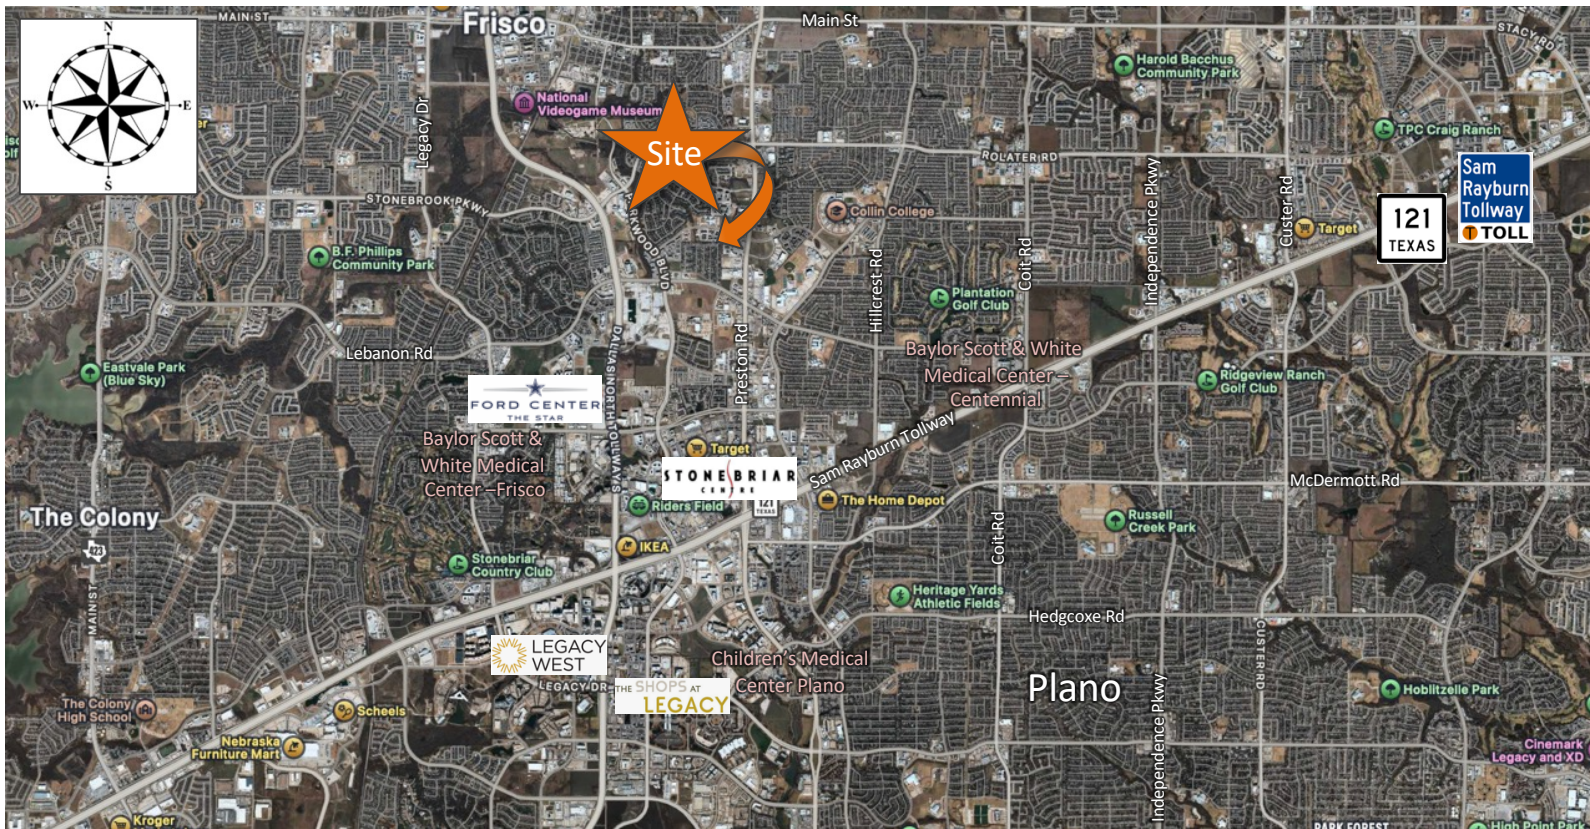 MAIN ST
Frisco
Main St
STACY RD
N
W
E
S
Legacy Dr
National
Videogame Museum
Harold Bacchus
Community Park
TPC Craig Ranch
Site
ROLATER RD
Independence Pkwy
Custer Rd
Sam
Rayburn
Tollway
TOLL
121
TEXAS
STONEBROOK PKWY
Collin College
Target
B.F. Phillips
Community Park
Hillcrest Rd
Coit Rd
Plantation
Golf Club
Preston Rd
Lebanon Rd
DALLAS NORTH TOLLWAY S
Eastvale Park
(Blue Sky)
Baylor Scott & White
Medical Center –
Centennial
Ridgeview Ranch
Golf Club
FORD CENTER
THE STAR
Baylor Scott &
White Medical
Center –Frisco
Target
STONEBRIAR
CENTRE
Sam Rayburn Tollway
McDermott Rd
Riders Field
121
TEXAS
The Home Depot
The Colony
423
Russell
Creek Park
Coit Rd
IKEA
Stonebriar
Country Club
MAIN ST
Heritage Yards
Athletic Fields
Hedgcoxe Rd
CUSTER RD
LEGACY
WEST
LEGACY DR
THE SHOPS AT
LEGACY
Children's Medical
Center Plano
Plano
Independence Pkwy
Hoblitzelle Park
The Colony
High School
Scheels
Nebraska
Furniture Mart
Cinemark
Legacy and XD
Kroger
PARK FOREST
High Point Park